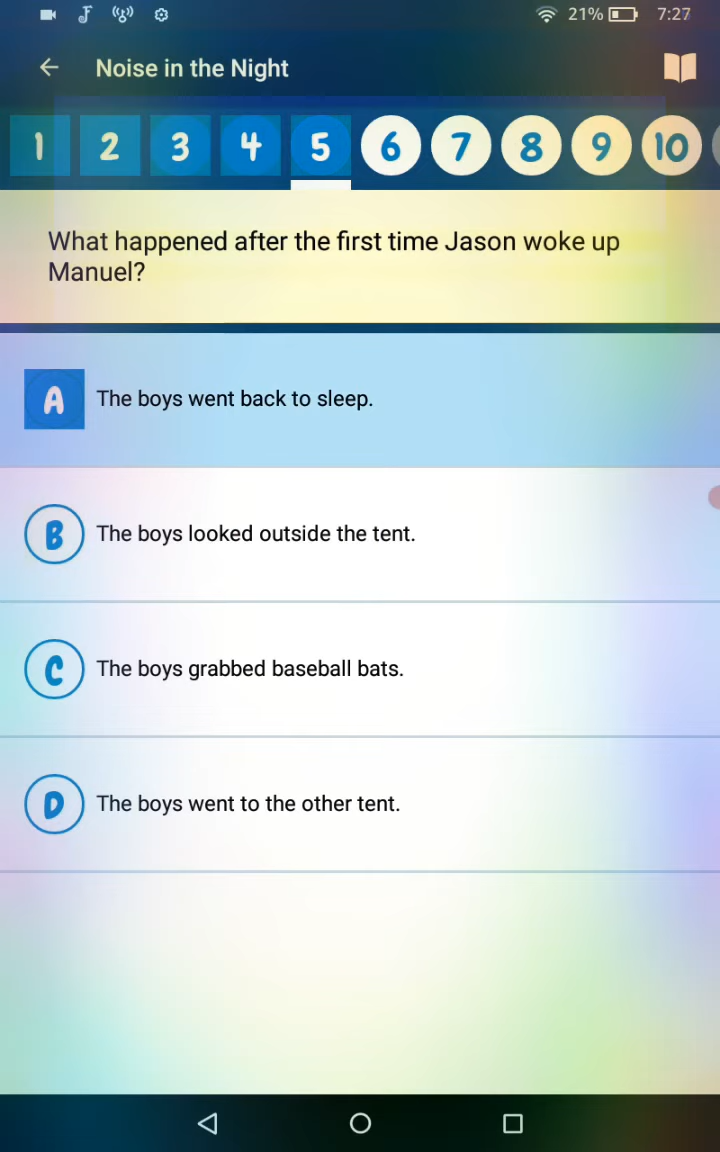 21% 7:27
Noise in the Night
1 2 3 4 5 6 7 8 9 10
What happened after the first time Jason woke up
Manuel?
A The boys went back to sleep.
B The boys looked outside the tent.
C The boys grabbed baseball bats.
D The boys went to the other tent.